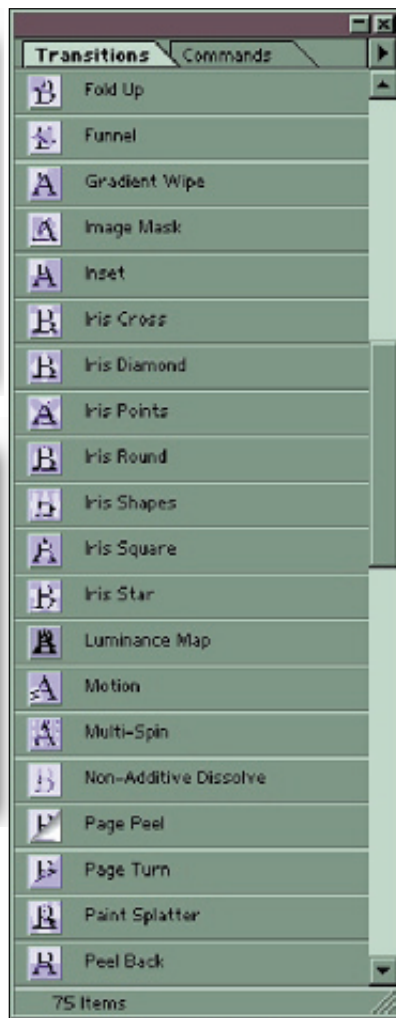 Transitions Commands
Fold Up
Funnel
Gradient Wipe
Image Mask
Inset
Iris Cross
Iris Diamond
Iris Points
Iris Round
Iris Shapes
Iris Square
Iris Star
Luminance Map
Motion
Multi-Spin
Non-Additive Dissolve
Page Peel
Page Turn
Paint Splatter
Peel Back
75 Items